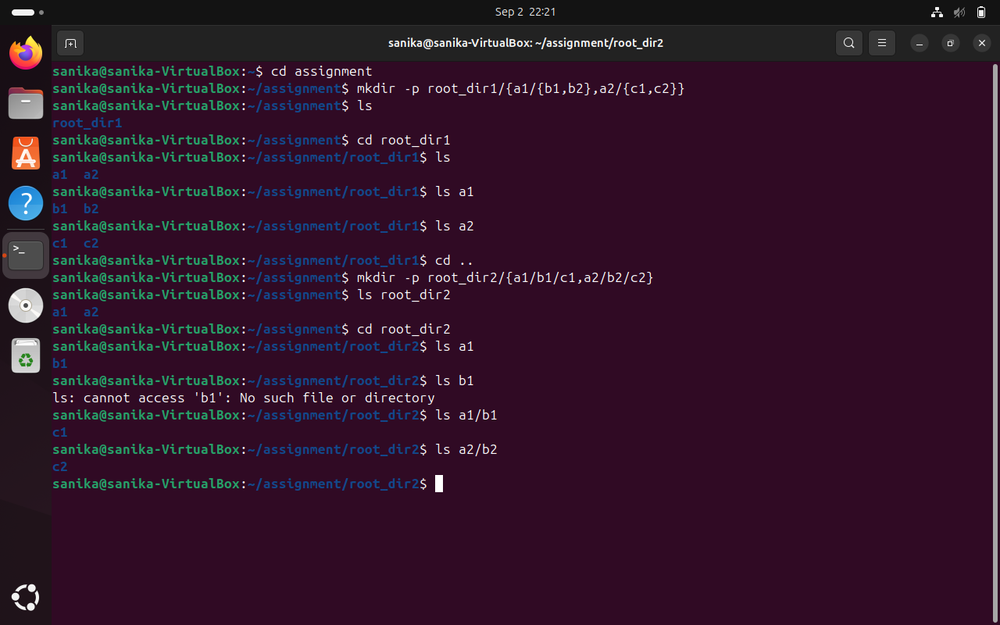 Sep 2 22:21
sanika@sanika-VirtualBox: ~/assignment/root_dir2
sanika@sanika-VirtualBox:~$ cd assignment
sanika@sanika-VirtualBox:~/assignment$ mkdir -p root_dir1/{a1/{b1,b2},a2/{c1,c2}}
sanika@sanika-VirtualBox:~/assignment$ ls
root_dir1
sanika@sanika-VirtualBox:~/assignment$ cd root_dir1
sanika@sanika-VirtualBox:~/assignment/root_dir1$ ls
a1  a2
sanika@sanika-VirtualBox:~/assignment/root_dir1$ ls a1
b1  b2
sanika@sanika-VirtualBox:~/assignment/root_dir1$ ls a2
c1  c2
sanika@sanika-VirtualBox:~/assignment/root_dir1$ cd ..
sanika@sanika-VirtualBox:~/assignment$ mkdir -p root_dir2/{a1/b1/c1,a2/b2/c2}
sanika@sanika-VirtualBox:~/assignment$ ls root_dir2
a1  a2
sanika@sanika-VirtualBox:~/assignment$ cd root_dir2
sanika@sanika-VirtualBox:~/assignment/root_dir2$ ls a1
b1
sanika@sanika-VirtualBox:~/assignment/root_dir2$ ls b1
ls: cannot access 'b1': No such file or directory
sanika@sanika-VirtualBox:~/assignment/root_dir2$ ls a1/b1
c1
sanika@sanika-VirtualBox:~/assignment/root_dir2$ ls a2/b2
c2
sanika@sanika-VirtualBox:~/assignment/root_dir2$